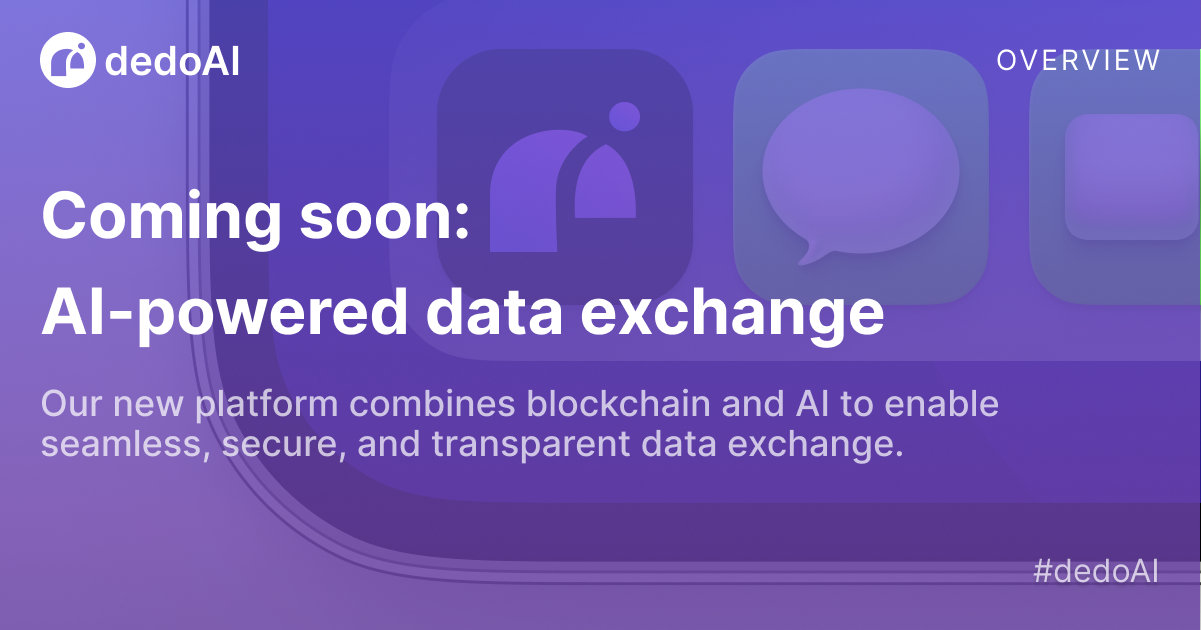 dedoAI
OVERVIEW
Coming soon:
AI-powered data exchange
Our new platform combines blockchain and AI to enable
seamless, secure, and transparent data exchange.
#dedoAI